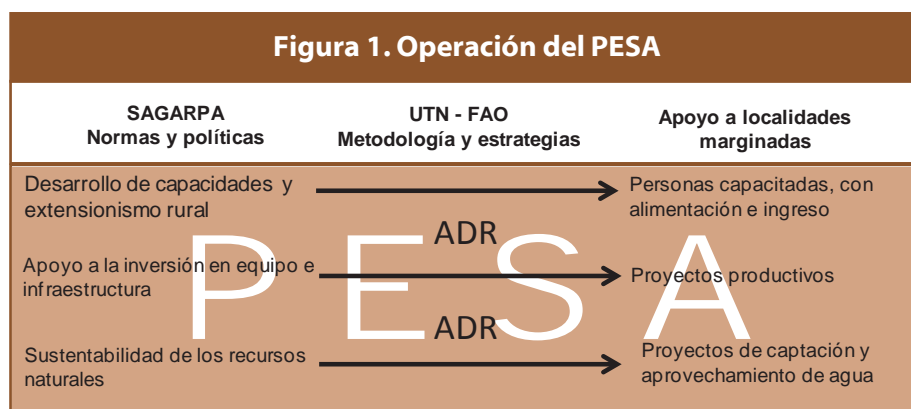 Figura 1. Operación del PESA
SAGARPA
Normas y políticas
UTN - FAO
Metodología y estrategias
Apoyo a localidades
marginadas
Desarrollo de capacidades y
extensionismo rural
Personas capacitadas, con
alimentación e ingreso
ADR
Apoyo a la inversión en equipo e
infraestructura
Proyectos productivos
PESA
ADR
Sustentabilidad de los recursos
naturales
Proyectos de captación y
aprovechamiento de agua